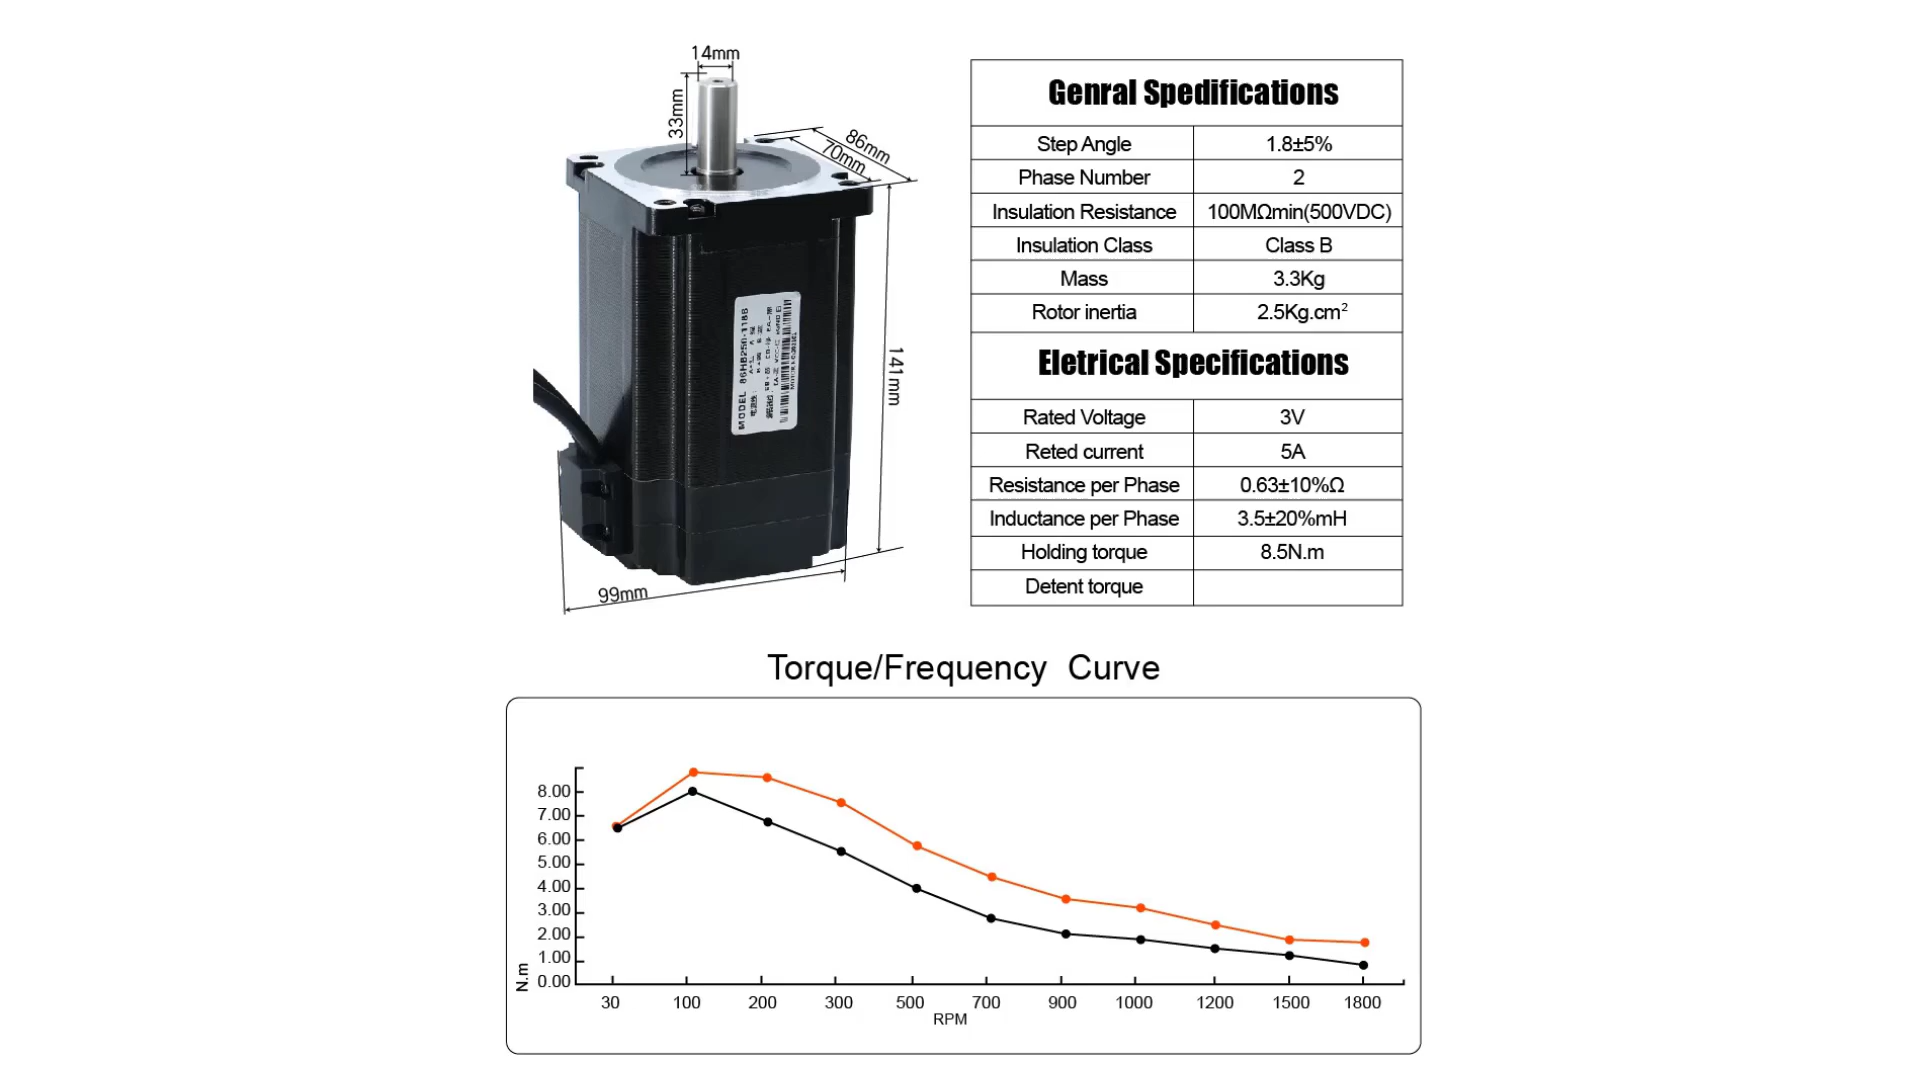 14mm
33mm
86mm
70mm
141mm
99mm
MODEL 86HB250-118B
Genral Spedifications
Step Angle 1.8±5%
Phase Number 2
Insulation Resistance 100MΩmin(500VDC)
Insulation Class Class B
Mass 3.3Kg
Rotor inertia 2.5Kg.cm²
Eletrical Specifications
Rated Voltage 3V
Reted current 5A
Resistance per Phase 0.63±10%Ω
Inductance per Phase 3.5±20%mH
Holding torque 8.5N.m
Detent torque
Torque/Frequency Curve
8.00
7.00
6.00
5.00
4.00
3.00
2.00
1.00
0.00
N.m
30 100 200 300 500 700 900 1000 1200 1500 1800
RPM